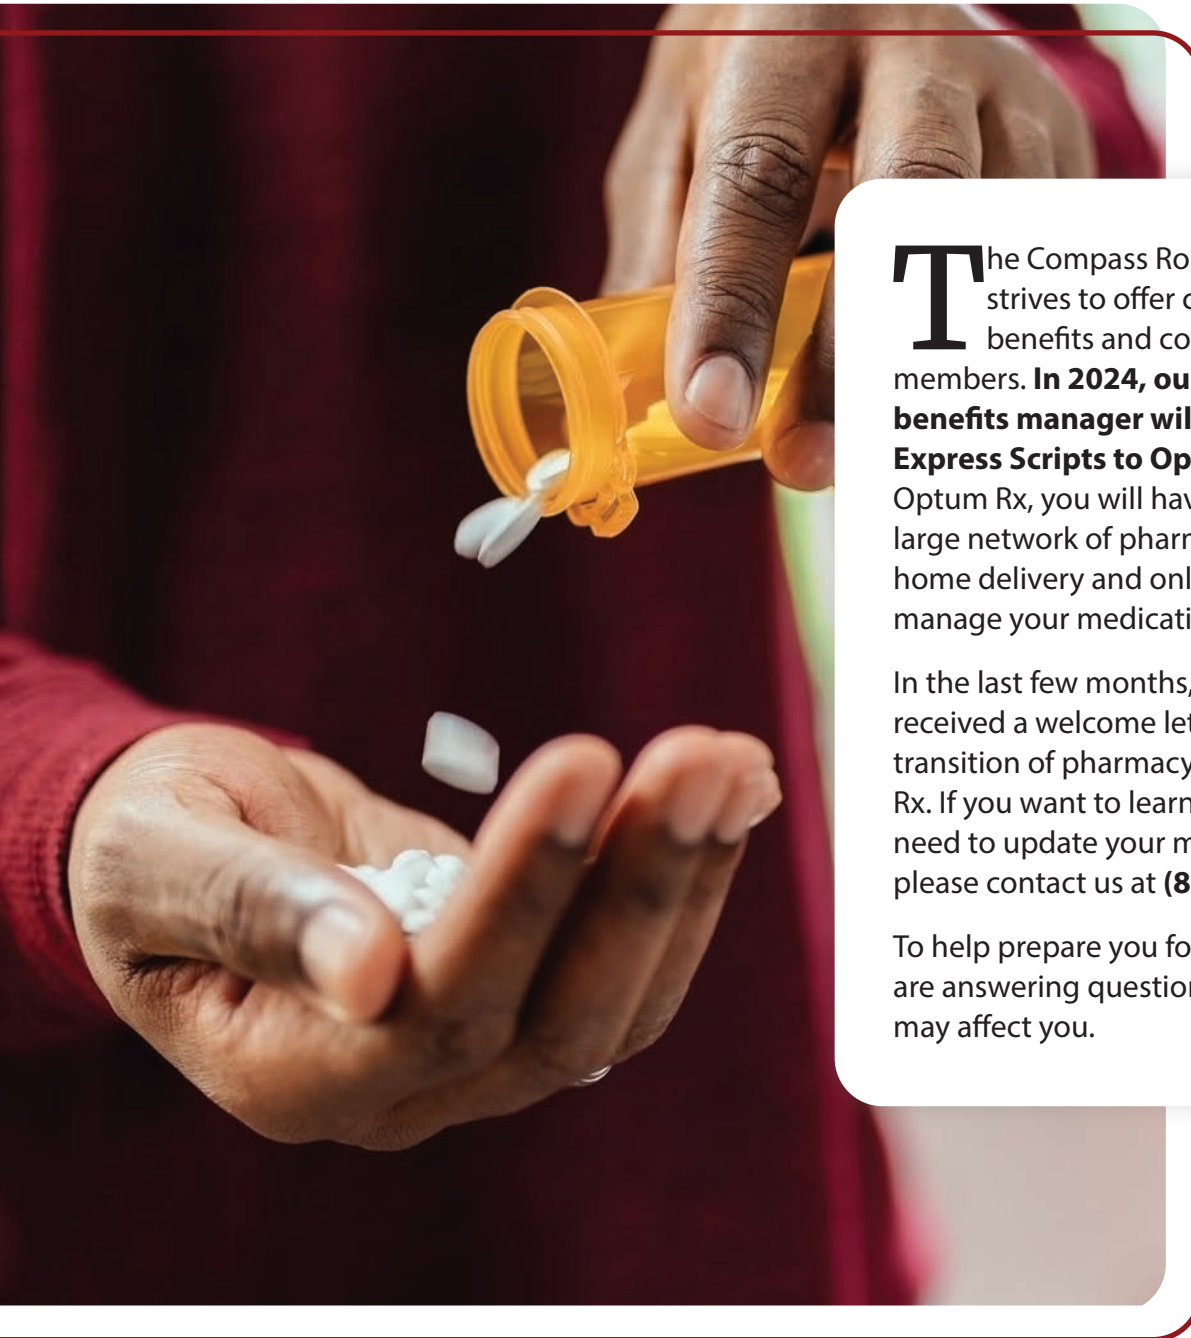 The Compass Ro
strives to offer c
benefits and co
members. In 2024, ou
benefits manager wil
Express Scripts to Op
Optum Rx, you will hav
large network of pharm
home delivery and onl
manage your medicati
In the last few months,
received a welcome let
transition of pharmacy
Rx. If you want to learn
need to update your m
please contact us at (8
To help prepare you fo
are answering question
may affect you.